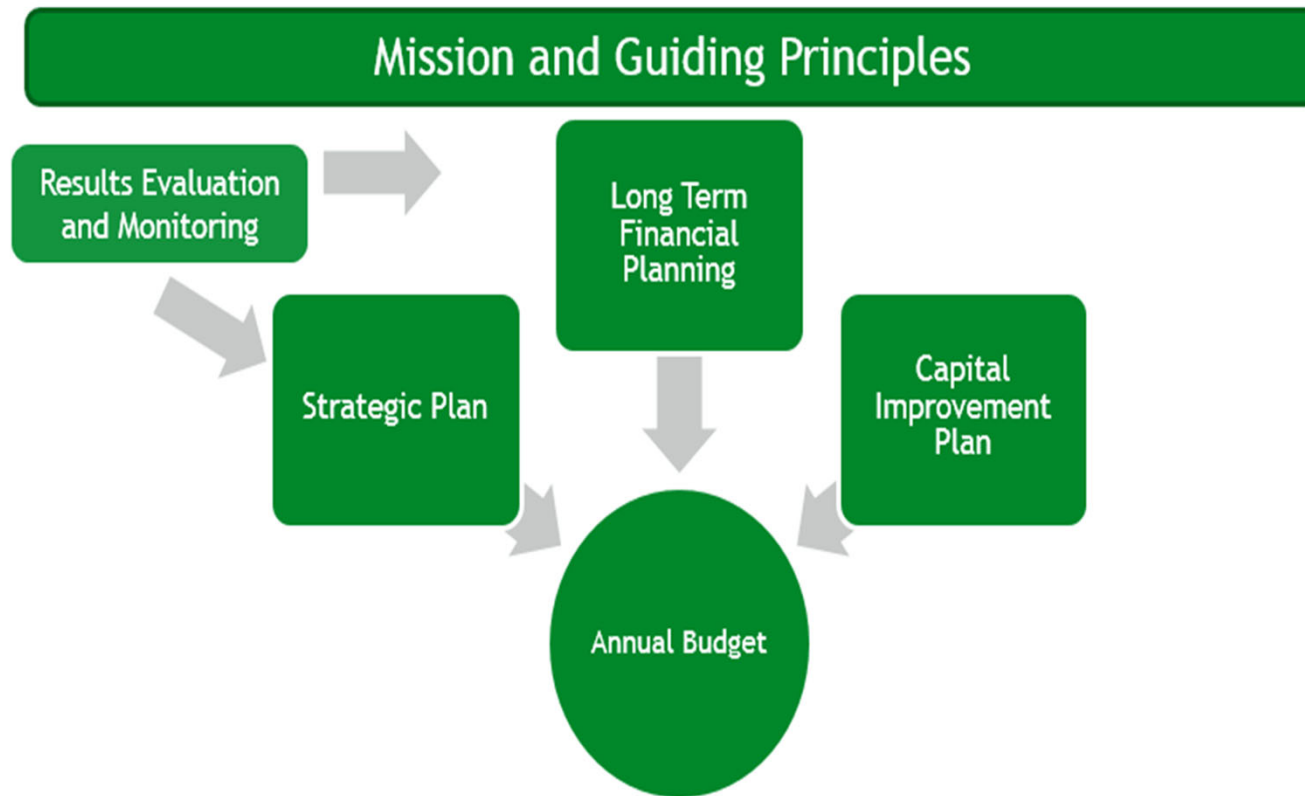 Mission and Guiding Principles
Results Evaluation
and Monitoring
Long Term
Financial
Planning
Strategic Plan
Capital
Improvement
Plan
Annual Budget